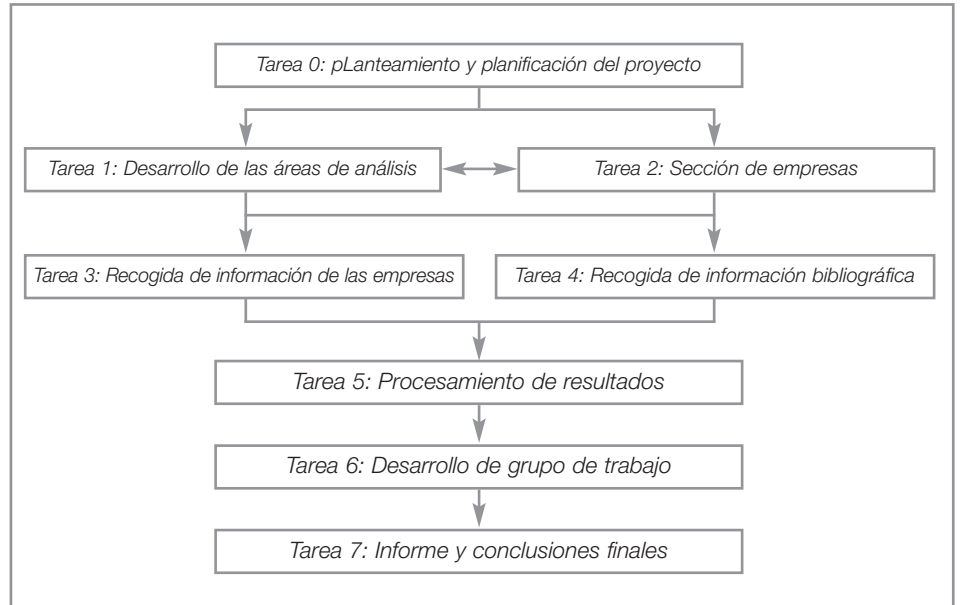 Tarea 0: pLanteamiento y planificación del proyecto
Tarea 1: Desarrollo de las áreas de análisis
Tarea 2: Sección de empresas
Tarea 3: Recogida de información de las empresas
Tarea 4: Recogida de información bibliográfica
Tarea 5: Procesamiento de resultados
Tarea 6: Desarrollo de grupo de trabajo
Tarea 7: Informe y conclusiones finales